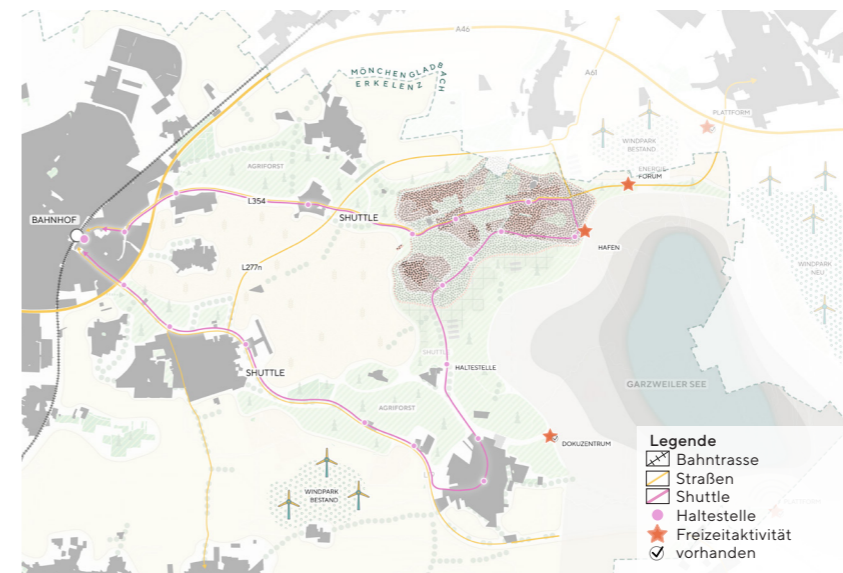 A46
MÖNCHENGLADBACH
ERKELENZ
A61
PLATTFORM
WINDPARK
BESTAND
AGRIFORST
ENERGIE
FORUM
L354
SHUTTLE
BAHNHOF
HAFEN
WINDPARK
NEU
L277n
SHUTTLE
HALTESTELLE
SHUTTLE
GARZWEILER SEE
AGRIFORST
DOKUZENTRUM
WINDPARK
BESTAND
Legende
Bahntrasse
Straßen
Shuttle
Haltestelle
Freizeitaktivität
vorhanden